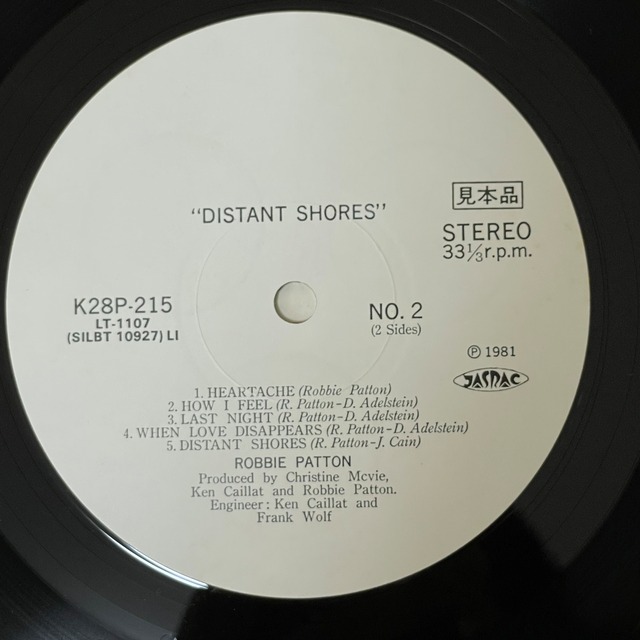 "DISTANT SHORES"
見本品
STEREO
33⅓r.p.m.
K28P-215
LT-1107
(SILBT 10927) LI
NO. 2
(2 Sides)
Ⓟ 1981
JASRAC
1. HEARTACHE (Robbie Patton)
2. HOW I FEEL (R. Patton-D. Adelstein)
3. LAST NIGHT (R. Patton-D. Adelstein)
4. WHEN LOVE DISAPPEARS (R. Patton-D. Adelstein)
5. DISTANT SHORES (R. Patton-J. Cain)
ROBBIE PATTON
Produced by Christine Mcvie,
Ken Caillat and Robbie Patton.
Engineer; Ken Caillat and
Frank Wolf